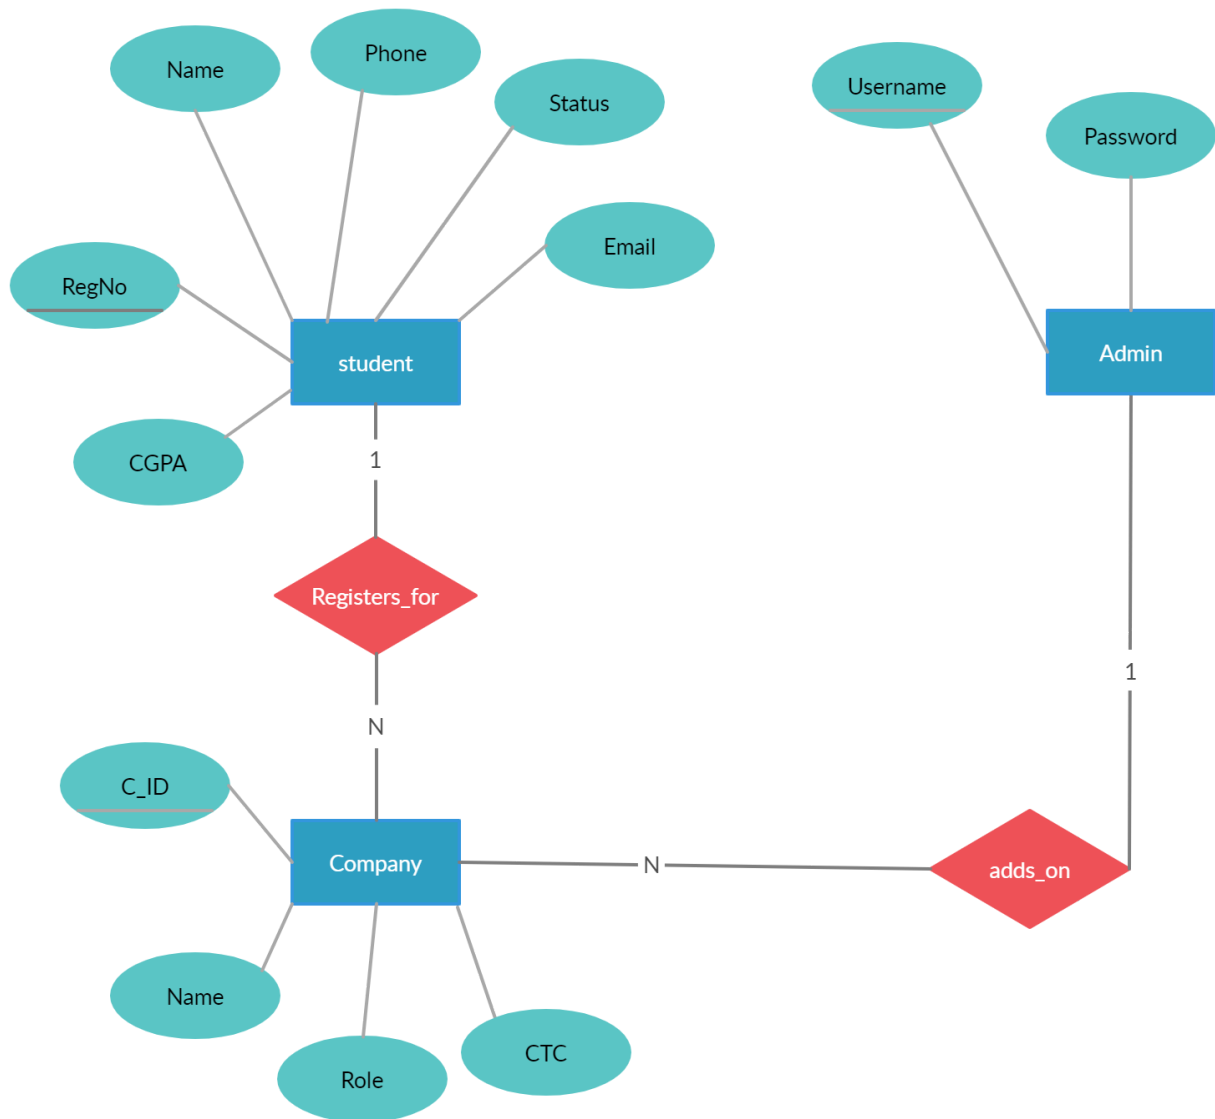 Name
Phone
Status
Username
Password
Email
RegNo
student
Admin
CGPA
1
Registers_for
1
N
C_ID
Company
N
adds_on
Name
CTC
Role